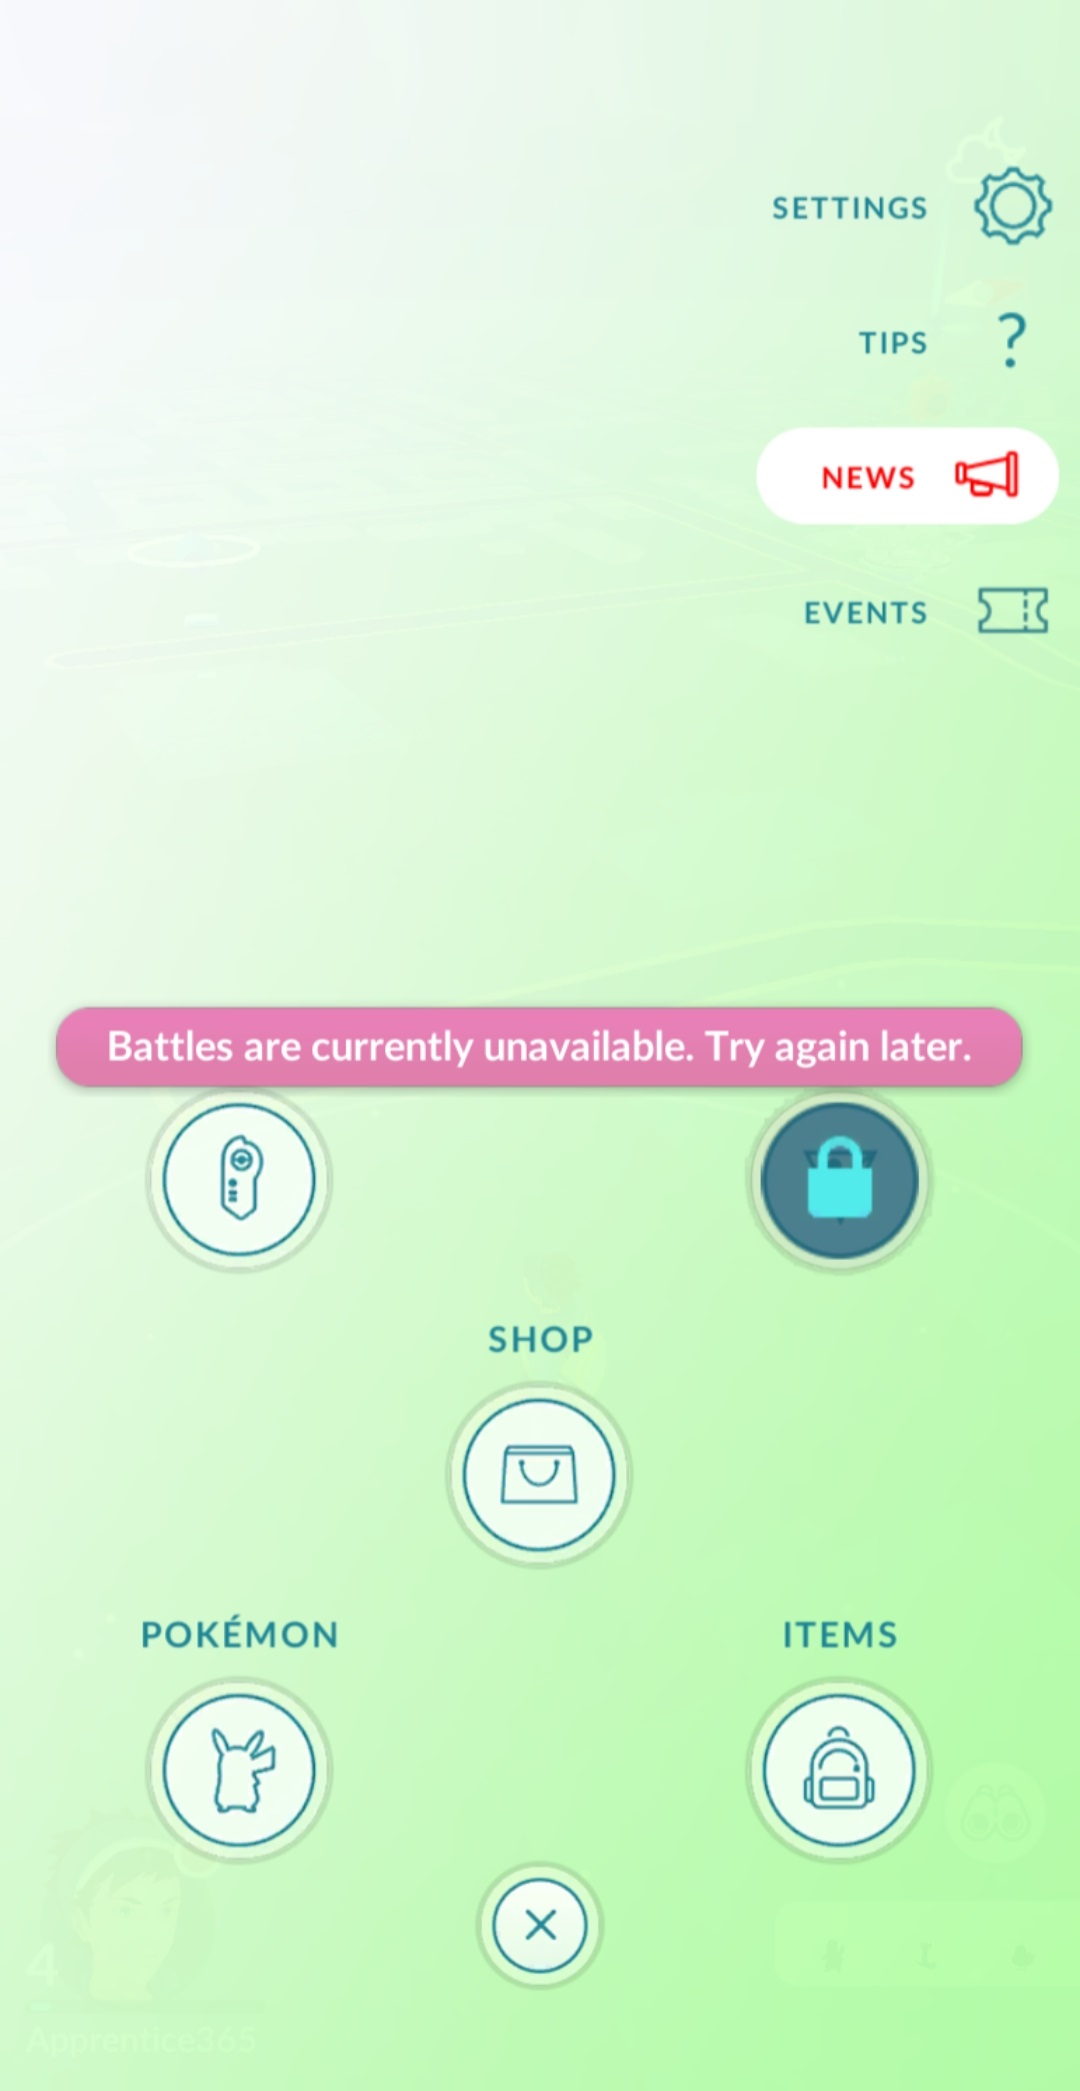 SETTINGS
TIPS
?
NEWS
EVENTS
Battles are currently unavailable. Try again later.
SHOP
POKÉMON
ITEMS
4
Apprentice365